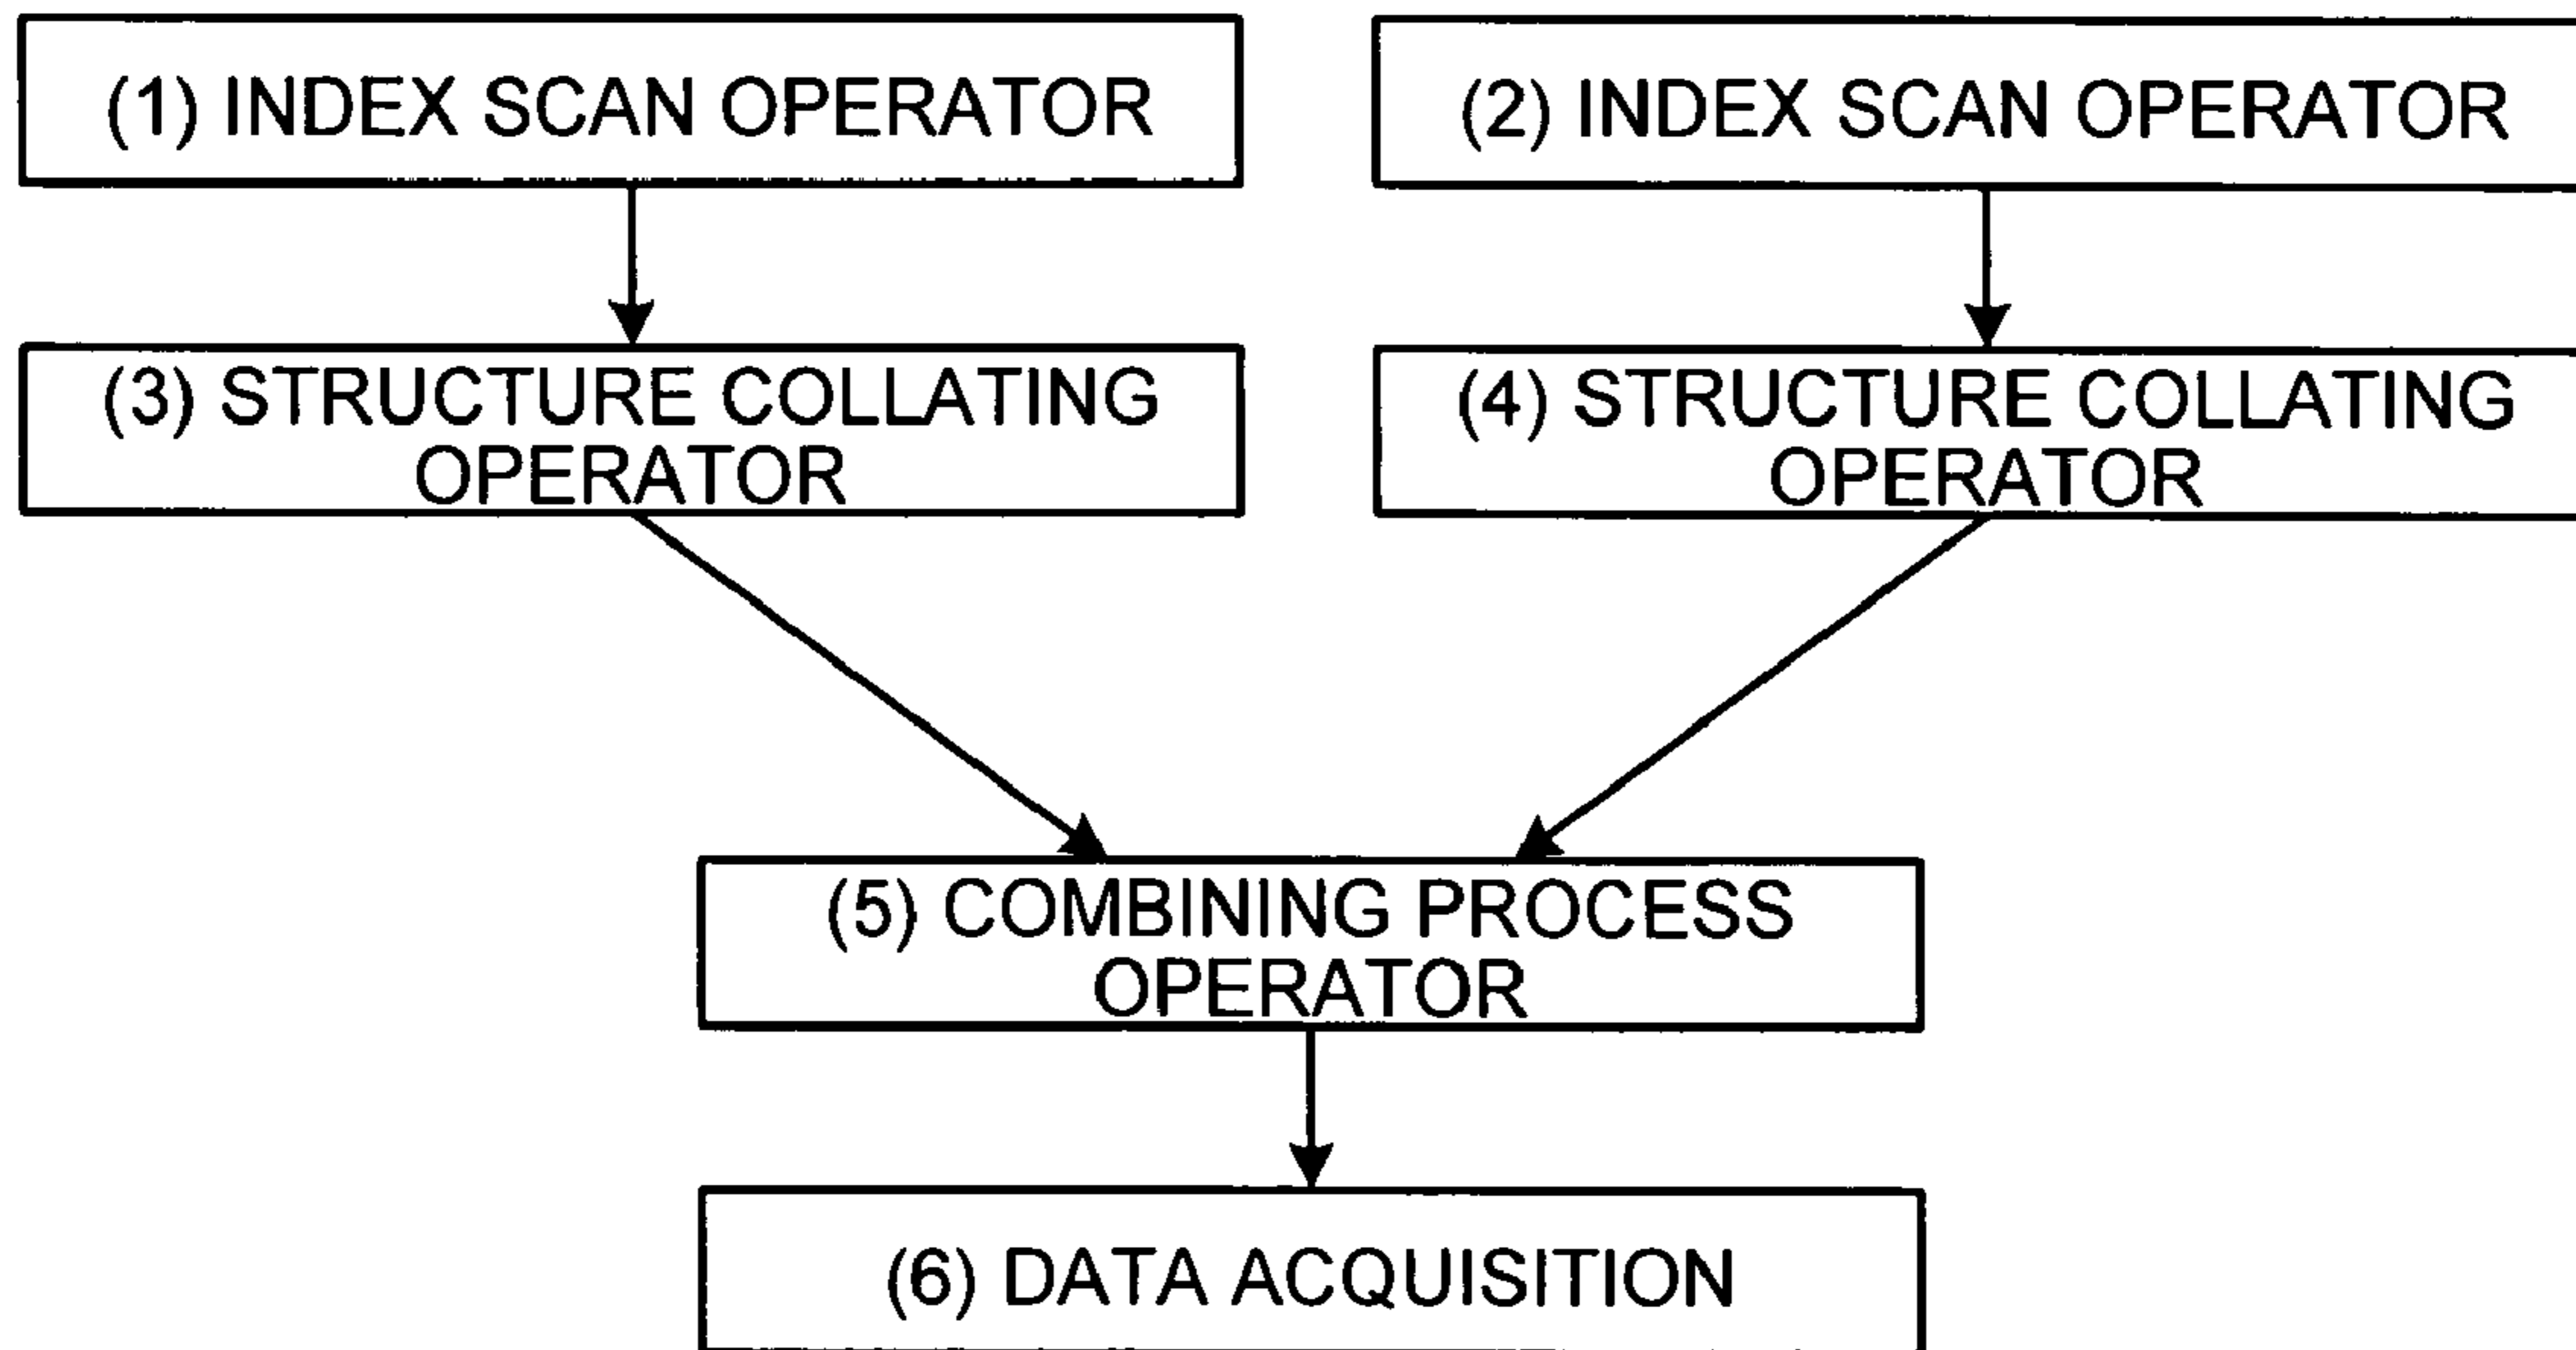 (1) INDEX SCAN OPERATOR
(2) INDEX SCAN OPERATOR
(3) STRUCTURE COLLATING
OPERATOR
(4) STRUCTURE COLLATING
OPERATOR
(5) COMBINING PROCESS
OPERATOR
(6) DATA ACQUISITION